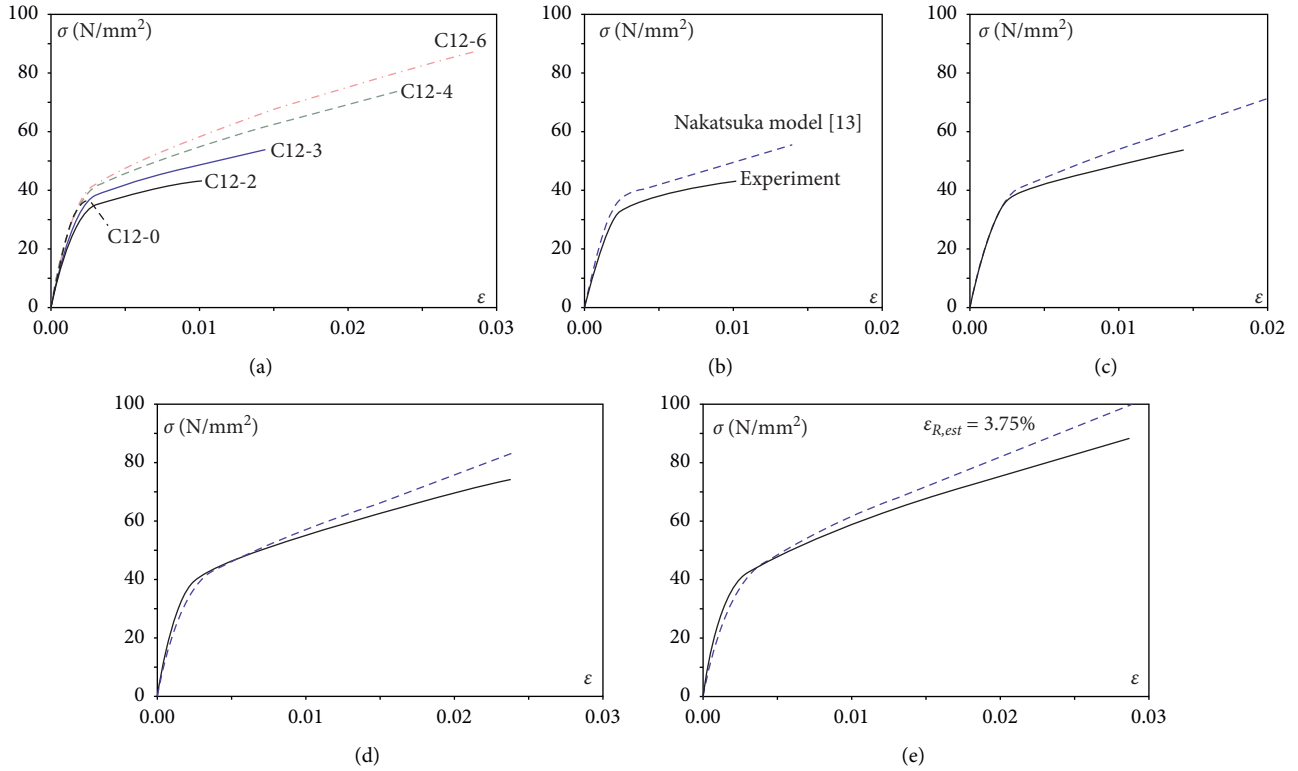 100
80
60
40
20
0
σ (N/mm²)
C12-6
C12-4
C12-3
C12-2
C12-0
ε
0.00 0.01 0.02 0.03
(a)
100
80
60
40
20
0
σ (N/mm²)
Nakatsuka model [13]
Experiment
ε
0.00 0.01 0.02
(b)
100
80
60
40
20
0
σ (N/mm²)
ε
0.00 0.01 0.02
(c)
100
80
60
40
20
0
σ (N/mm²)
ε
0.00 0.01 0.02 0.03
(d)
100
80
60
40
20
0
σ (N/mm²)
εR,est = 3.75%
ε
0.00 0.01 0.02 0.03
(e)